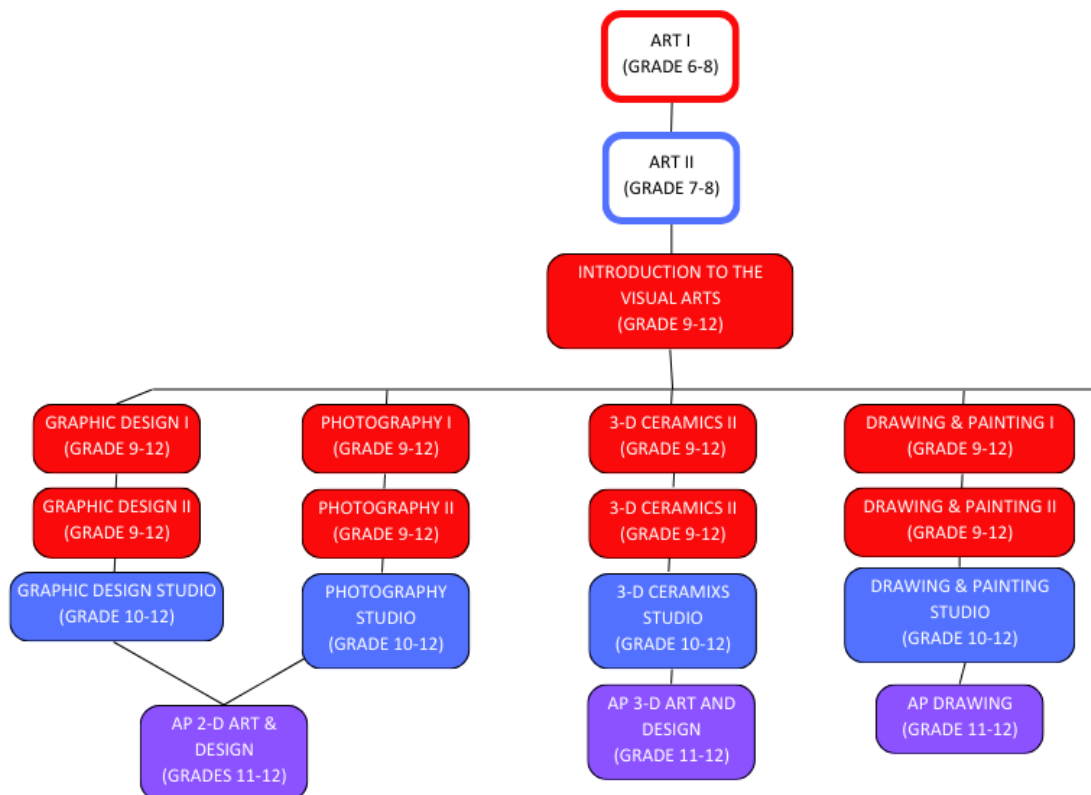 ART I
(GRADE 6-8)
ART II
(GRADE 7-8)
INTRODUCTION TO THE
VISUAL ARTS
(GRADE 9-12)
GRAPHIC DESIGN I
(GRADE 9-12)
PHOTOGRAPHY I
(GRADE 9-12)
3-D CERAMICS II
(GRADE 9-12)
DRAWING & PAINTING I
(GRADE 9-12)
GRAPHIC DESIGN II
(GRADE 9-12)
PHOTOGRAPHY II
(GRADE 9-12)
3-D CERAMICS II
(GRADE 9-12)
DRAWING & PAINTING II
(GRADE 9-12)
GRAPHIC DESIGN STUDIO
(GRADE 10-12)
PHOTOGRAPHY
STUDIO
(GRADE 10-12)
3-D CERAMIXS
STUDIO
(GRADE 10-12)
DRAWING & PAINTING
STUDIO
(GRADE 10-12)
AP 2-D ART &
DESIGN
(GRADES 11-12)
AP 3-D ART AND
DESIGN
(GRADE 11-12)
AP DRAWING
(GRADE 11-12)